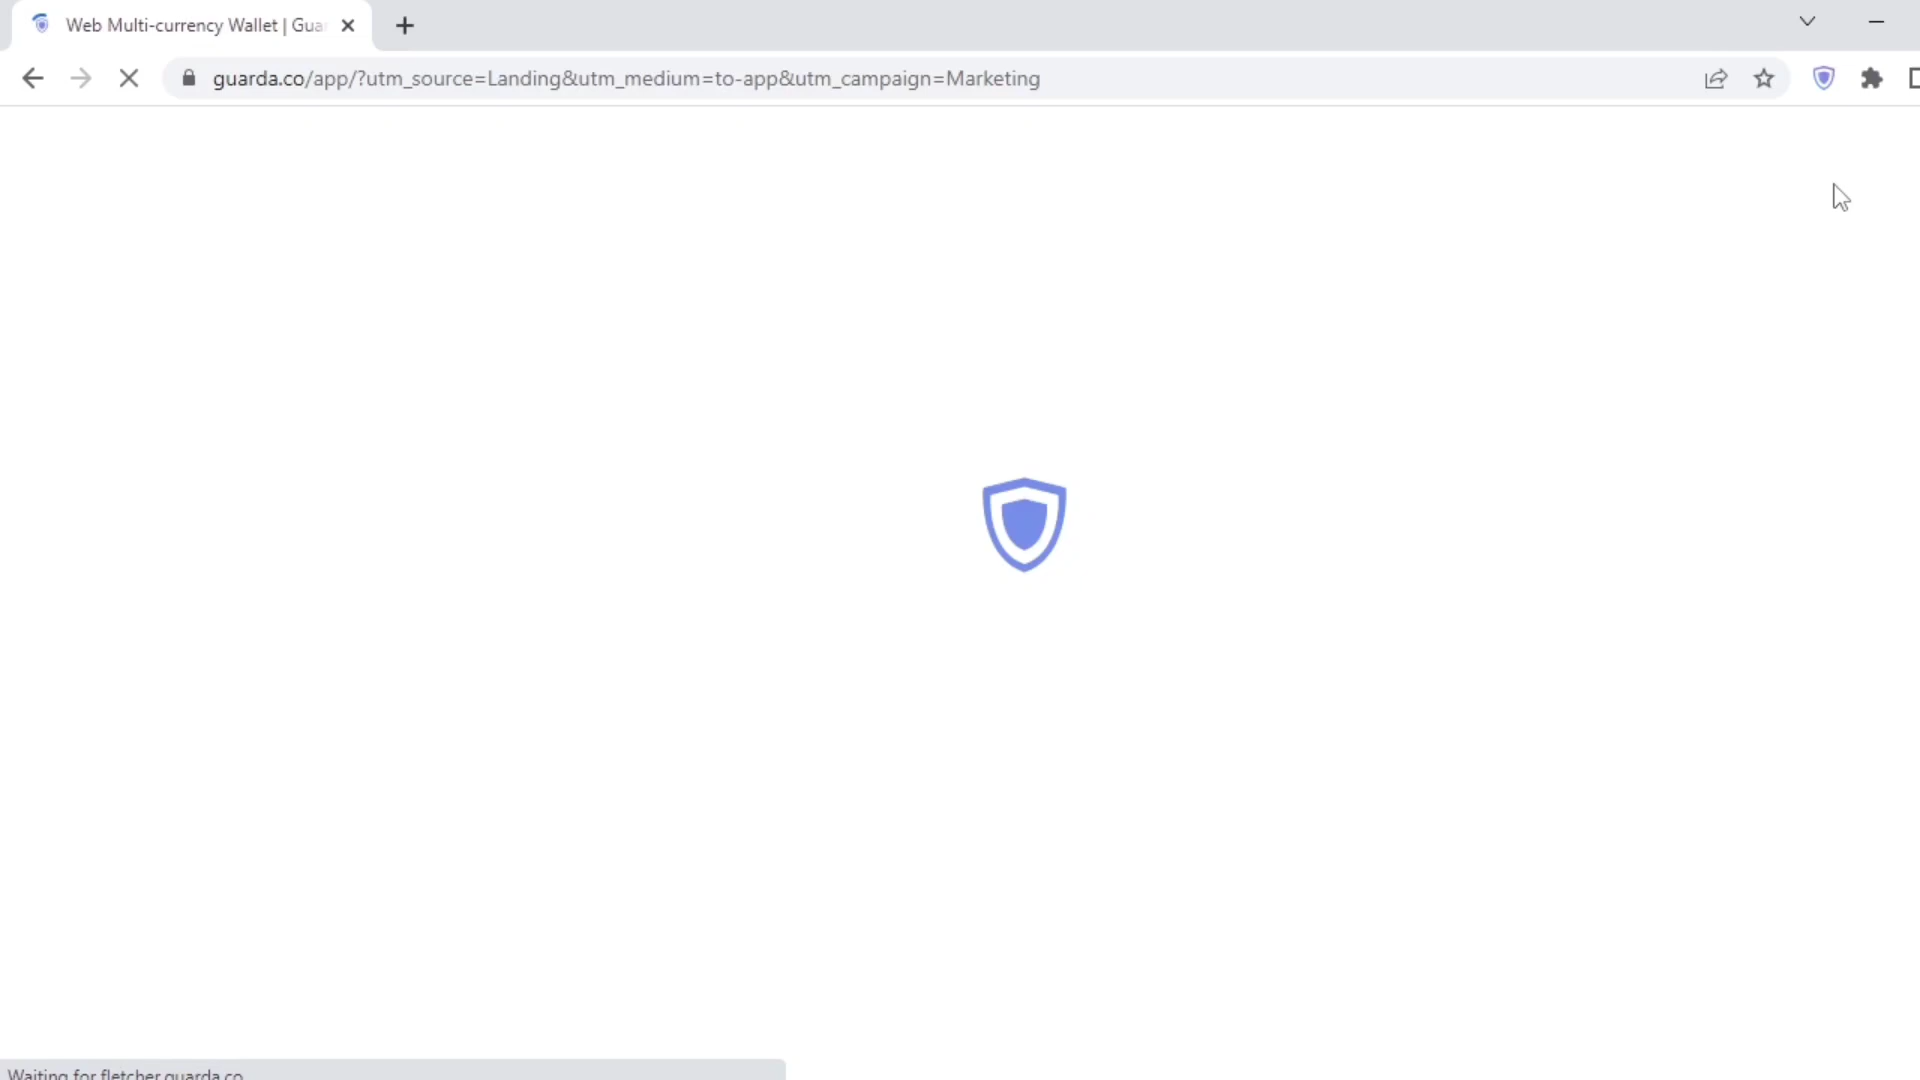 Web Multi-currency Wallet | Gua
guarda.co/app/?utm_source=Landing&utm_medium=to-app&utm_campaign=Marketing
Waiting for fletcher.guarda.co